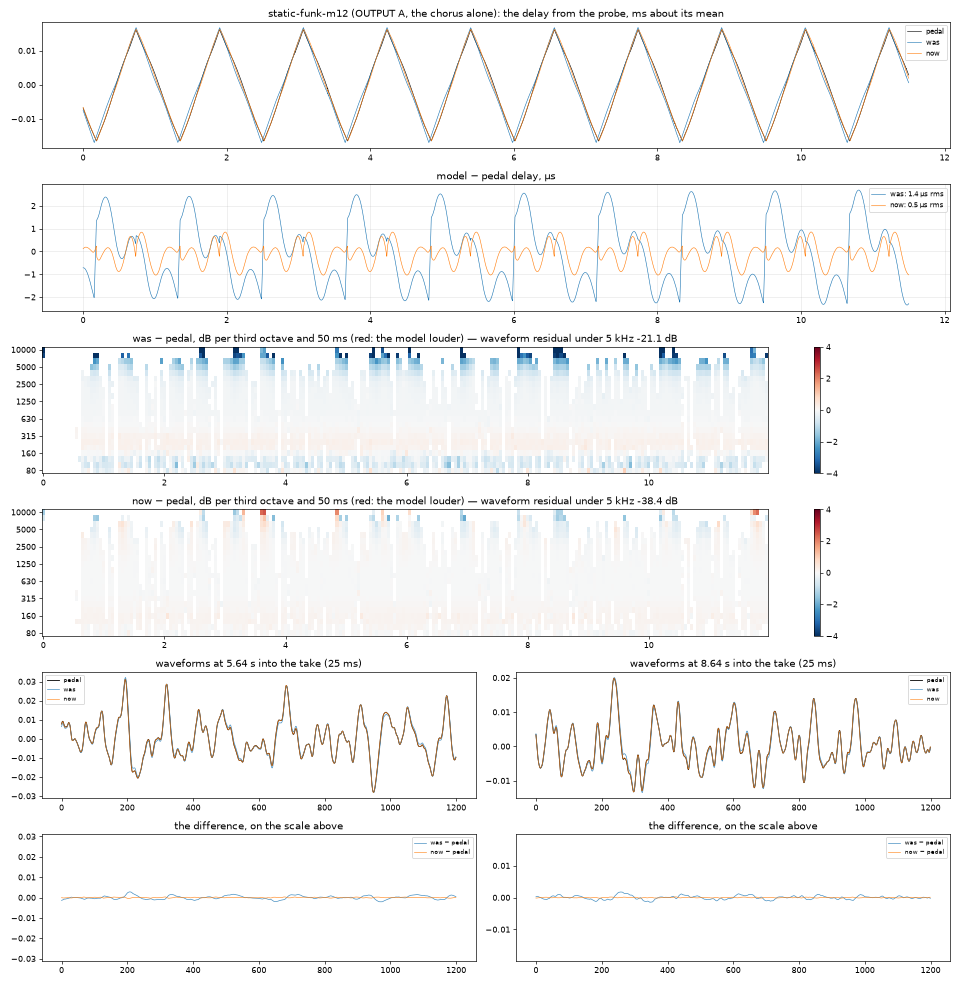 static-funk-m12 (OUTPUT A, the chorus alone): the delay from the probe, ms about its mean
pedal
was
now
0.01
0.00
−0.01
0 2 4 6 8 10 12
model − pedal delay, μs
was: 1.4 μs rms
now: 0.5 μs rms
2
1
0
−1
−2
0 2 4 6 8 10 12
was − pedal, dB per third octave and 50 ms (red: the model louder) — waveform residual under 5 kHz -21.1 dB
10000
5000
2500
1250
630
315
160
80
0 2 4 6 8 10
4
2
0
−2
−4
now − pedal, dB per third octave and 50 ms (red: the model louder) — waveform residual under 5 kHz -38.4 dB
10000
5000
2500
1250
630
315
160
80
0 2 4 6 8 10
4
2
0
−2
−4
waveforms at 5.64 s into the take (25 ms)
pedal
was
now
0.03
0.02
0.01
0.00
−0.01
−0.02
−0.03
0 200 400 600 800 1000 1200
waveforms at 8.64 s into the take (25 ms)
pedal
was
now
0.02
0.01
0.00
−0.01
0 200 400 600 800 1000 1200
the difference, on the scale above
was − pedal
now − pedal
0.03
0.02
0.01
0.00
−0.01
−0.02
−0.03
0 200 400 600 800 1000 1200
the difference, on the scale above
was − pedal
now − pedal
0.02
0.01
0.00
−0.01
0 200 400 600 800 1000 1200